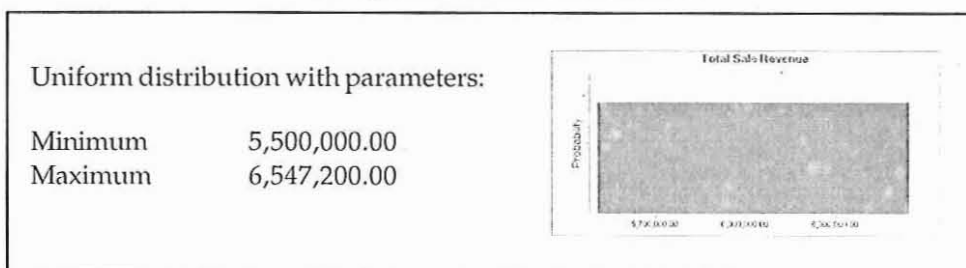 Uniform distribution with parameters:
Minimum 5,500,000.00
Maximum 6,547,200.00
Total Sale Revenue
Probability